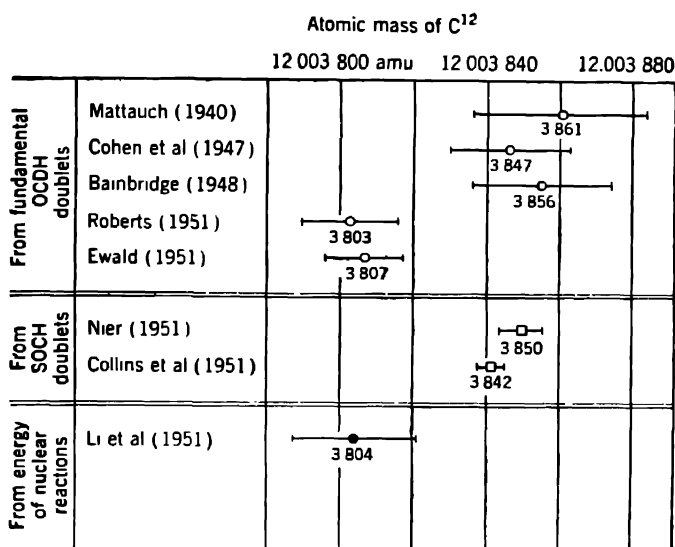 Atomic mass of C¹²
12 003 800 amu 12 003 840 12.003 880
From fundamental
OCDH
doublets
Mattauch (1940)
3 861
Cohen et al (1947)
3 847
Bainbridge (1948)
3 856
Roberts (1951)
3 803
Ewald (1951)
3 807
From
SOCH
doublets
Nier (1951)
3 850
Collins et al (1951)
3 842
From energy
of nuclear
reactions
Li et al (1951)
3 804